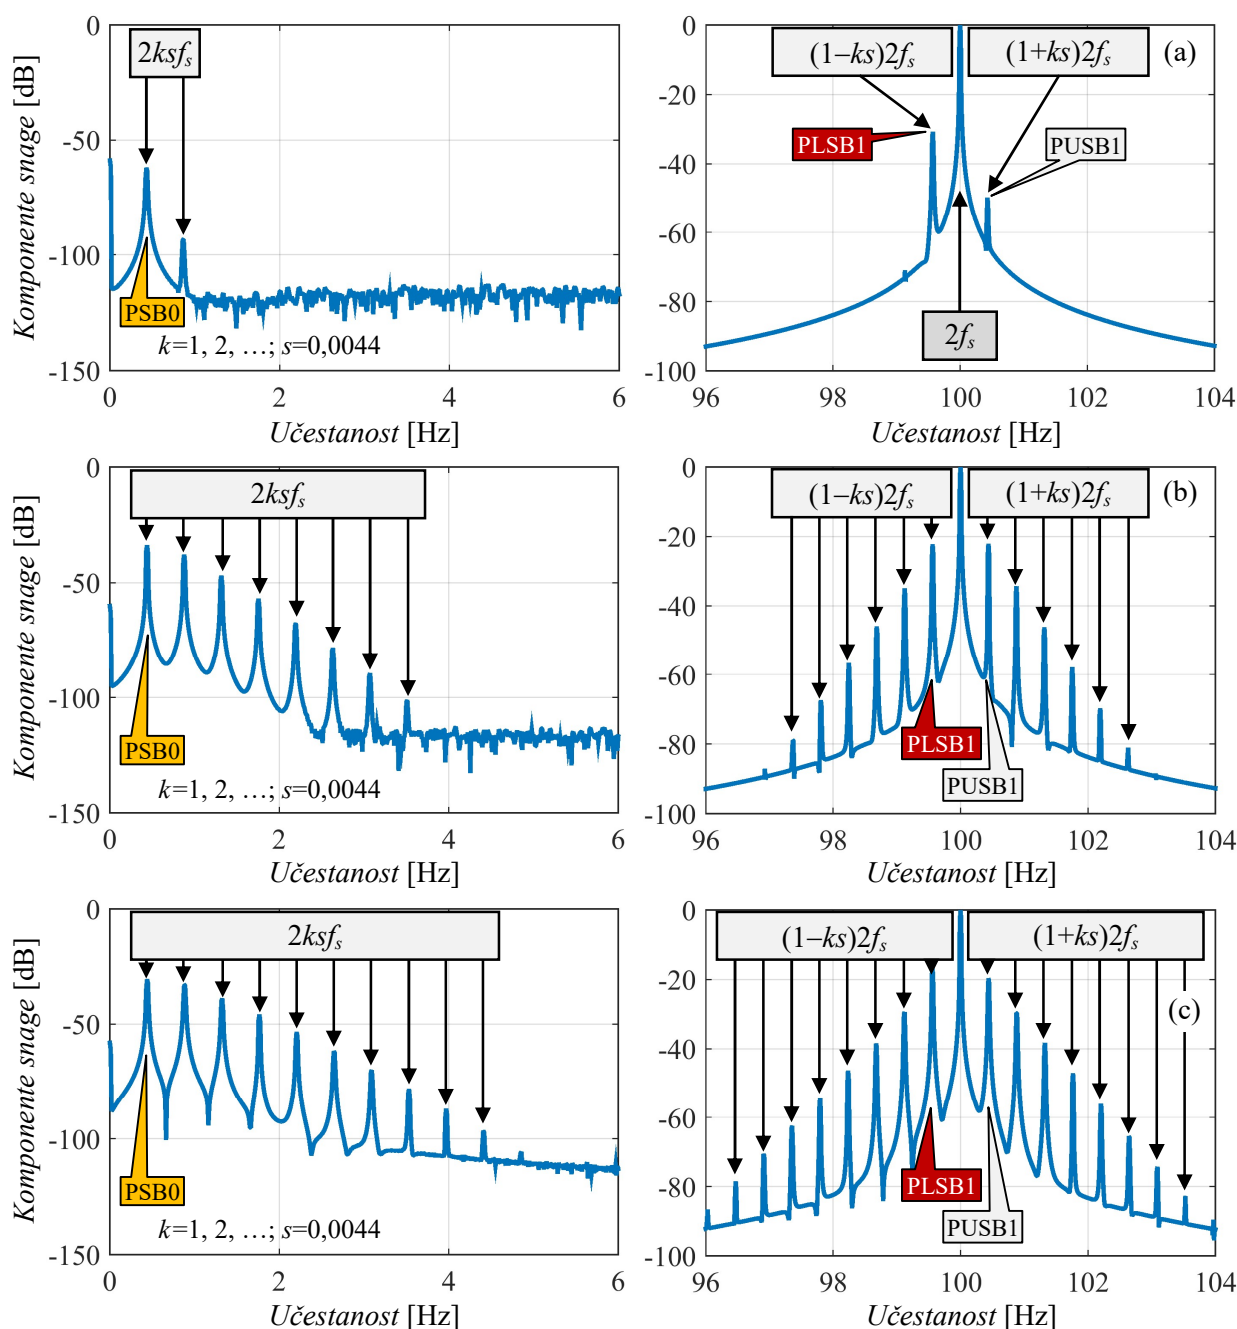 Komponente snage [dB]
0
-50
-100
-150
2ksfₛ
PSB0
k=1, 2, …; s=0,0044
0 2 4 6
Učestanost [Hz]
0
-20
-40
-60
-80
-100
(1–ks)2fₛ
(1+ks)2fₛ
(a)
PLSB1
PUSB1
2fₛ
96 98 100 102 104
Učestanost [Hz]
Komponente snage [dB]
0
-50
-100
-150
2ksfₛ
PSB0
k=1, 2, …; s=0,0044
0 2 4 6
Učestanost [Hz]
0
-20
-40
-60
-80
-100
(1–ks)2fₛ
(1+ks)2fₛ
(b)
PLSB1
PUSB1
96 98 100 102 104
Učestanost [Hz]
Komponente snage [dB]
0
-50
-100
-150
2ksfₛ
PSB0
k=1, 2, …; s=0,0044
0 2 4 6
Učestanost [Hz]
0
-20
-40
-60
-80
-100
(1–ks)2fₛ
(1+ks)2fₛ
(c)
PLSB1
PUSB1
96 98 100 102 104
Učestanost [Hz]